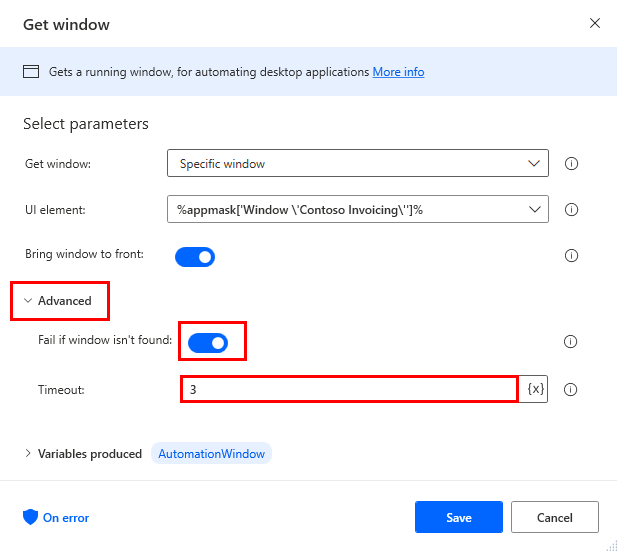 Get window
Gets a running window, for automating desktop applications More info
Select parameters
Get window: Specific window
UI element: %appmask['Window \'Contoso Invoicing\'']%
Bring window to front:
Advanced
Fail if window isn't found:
Timeout: 3 {x}
Variables produced AutomationWindow
On error Save Cancel